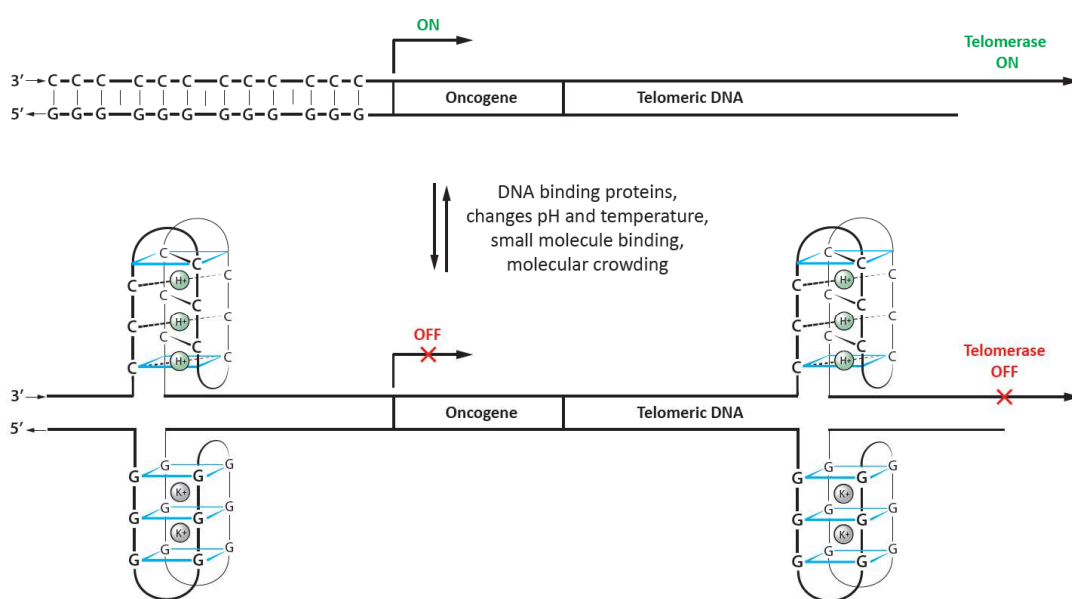 ON
Telomerase
ON
3′ C-C-C-C-C-C-C-C-C-C-C-C
Oncogene
Telomeric DNA
5′ G-G-G-G-G-G-G-G-G-G-G-G
DNA binding proteins,
changes pH and temperature,
small molecule binding,
molecular crowding
C C
C H+ C
C C
C H+ C
C C
C H+ C
C C
C H+ C
C C
C H+ C
C C
C H+ C
OFF
Telomerase
OFF
3′
Oncogene
Telomeric DNA
5′
G G
G G
K+
G G
G G
K+
G G
G G
G G
G G
K+
G G
G G
K+
G G
G G